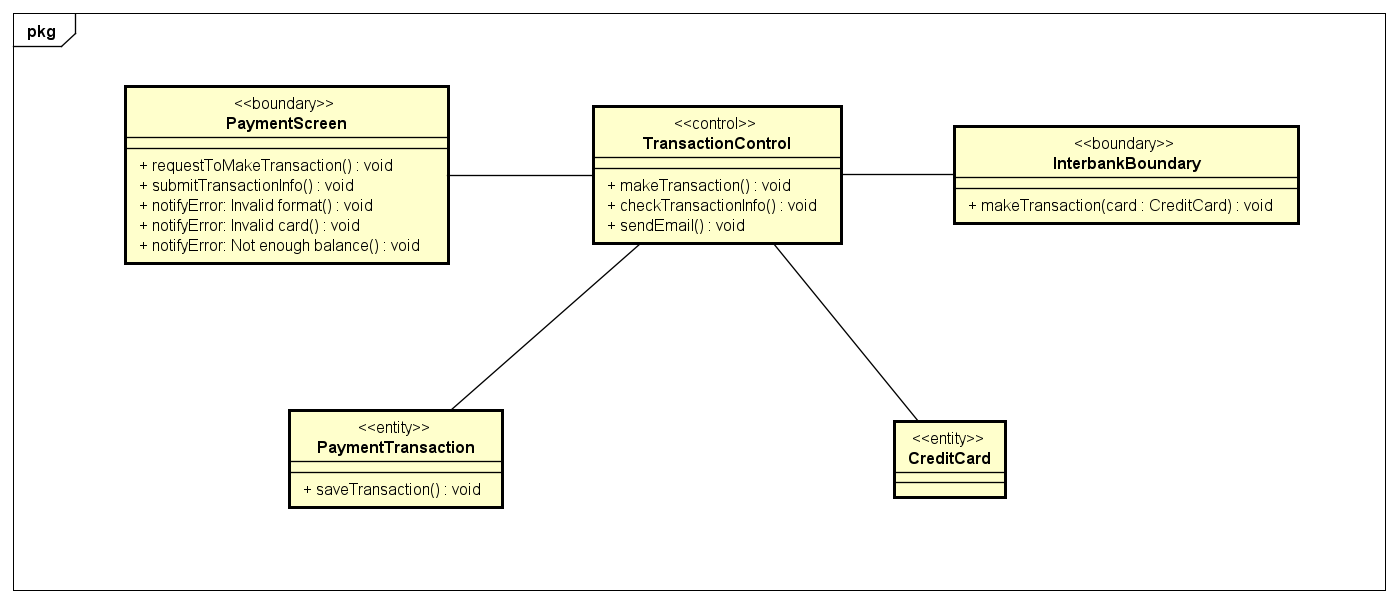 pkg
<<boundary>>
PaymentScreen
+ requestToMakeTransaction() : void
+ submitTransactionInfo() : void
+ notifyError: Invalid format() : void
+ notifyError: Invalid card() : void
+ notifyError: Not enough balance() : void
<<control>>
TransactionControl
+ makeTransaction() : void
+ checkTransactionInfo() : void
+ sendEmail() : void
<<boundary>>
InterbankBoundary
+ makeTransaction(card : CreditCard) : void
<<entity>>
PaymentTransaction
+ saveTransaction() : void
<<entity>>
CreditCard